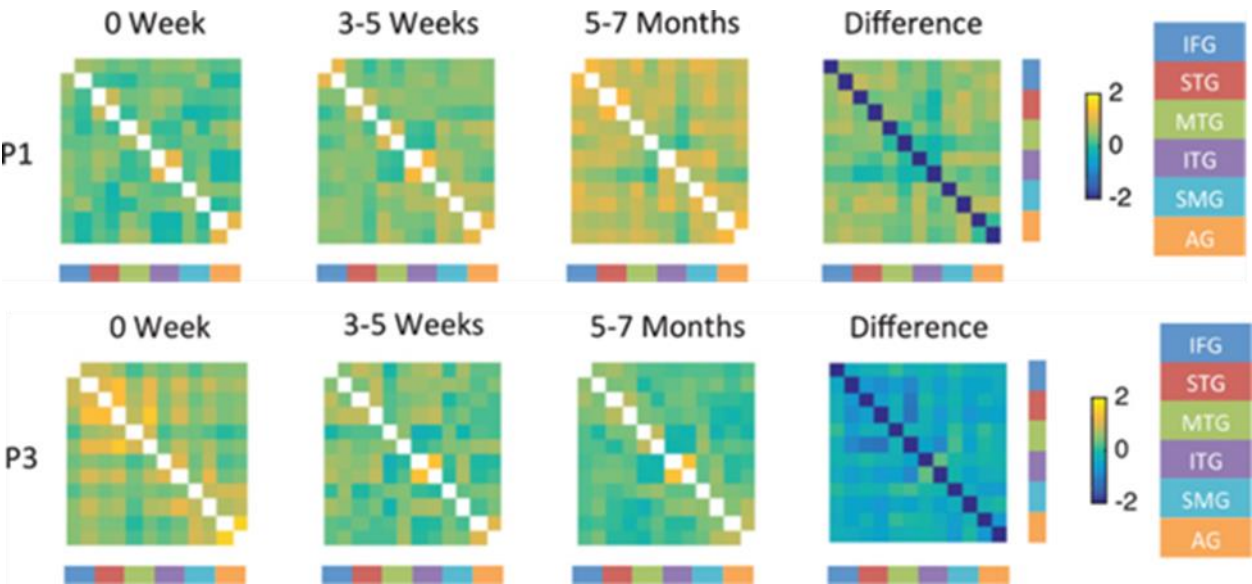 0 Week 3-5 Weeks 5-7 Months Difference
P1
2
0
-2
IFG
STG
MTG
ITG
SMG
AG
0 Week 3-5 Weeks 5-7 Months Difference
P3
2
0
-2
IFG
STG
MTG
ITG
SMG
AG